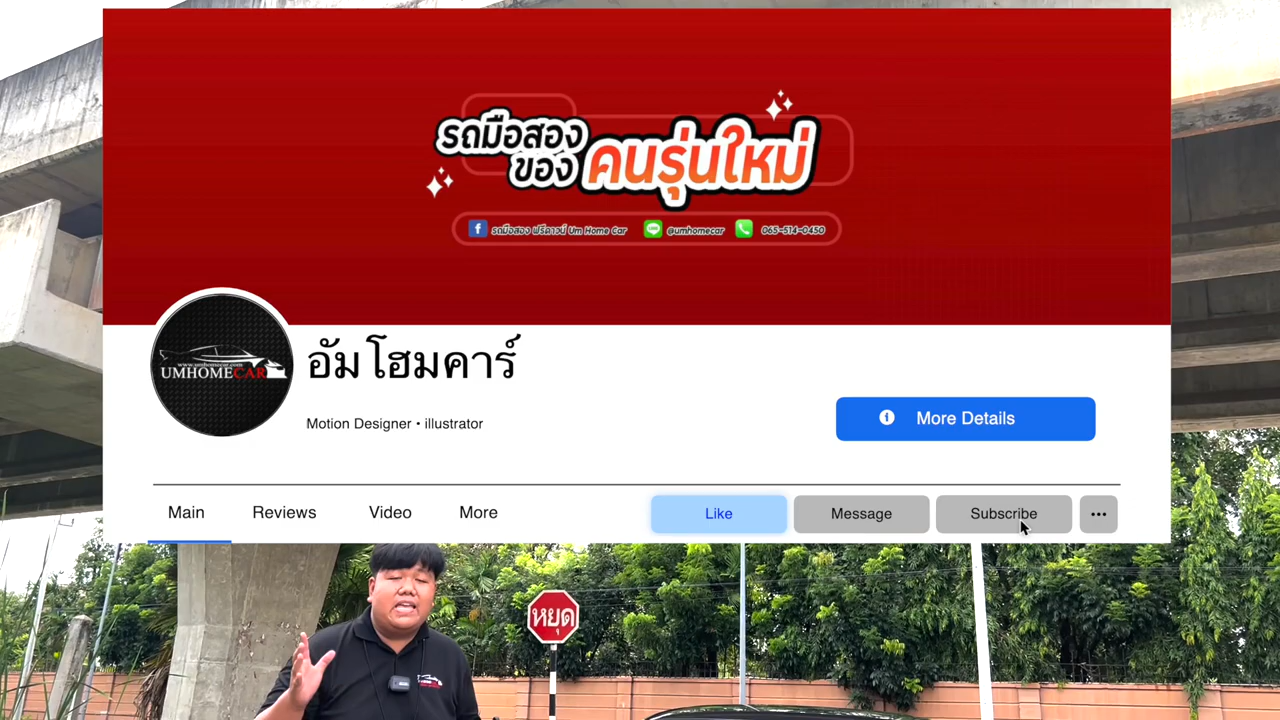 รถมือสอง
ของ คนรุ่นใหม่
รถมือสอง ฟรีดาวน์ Um Home Car @umhomecar 065-514-0450
www.umhomecar.com
UMHOMECAR
อัม โฮมคาร์
Motion Designer • illustrator
More Details
Main Reviews Video More Like Message Subscribe
หยุด